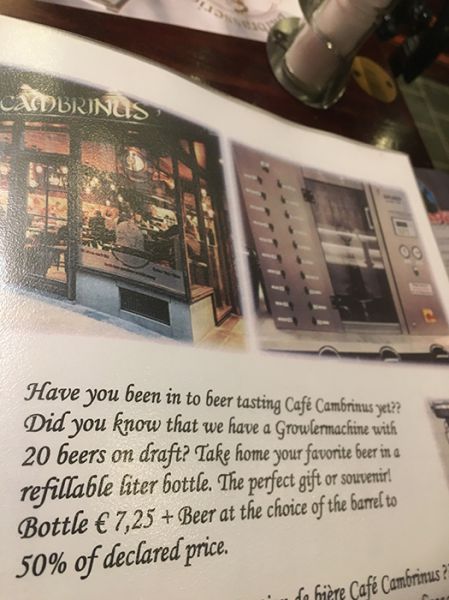 brasserie
CAMBRINUS
Have you been in to beer tasting Café Cambrinus yet??
Did you know that we have a Growlermachine with
20 beers on draft? Take home your favorite beer in a
refillable liter bottle. The perfect gift or souvenir!
Bottle € 7,25 + Beer at the choice of the barrel to
50% of declared price.
de bière Café Cambrinus ?